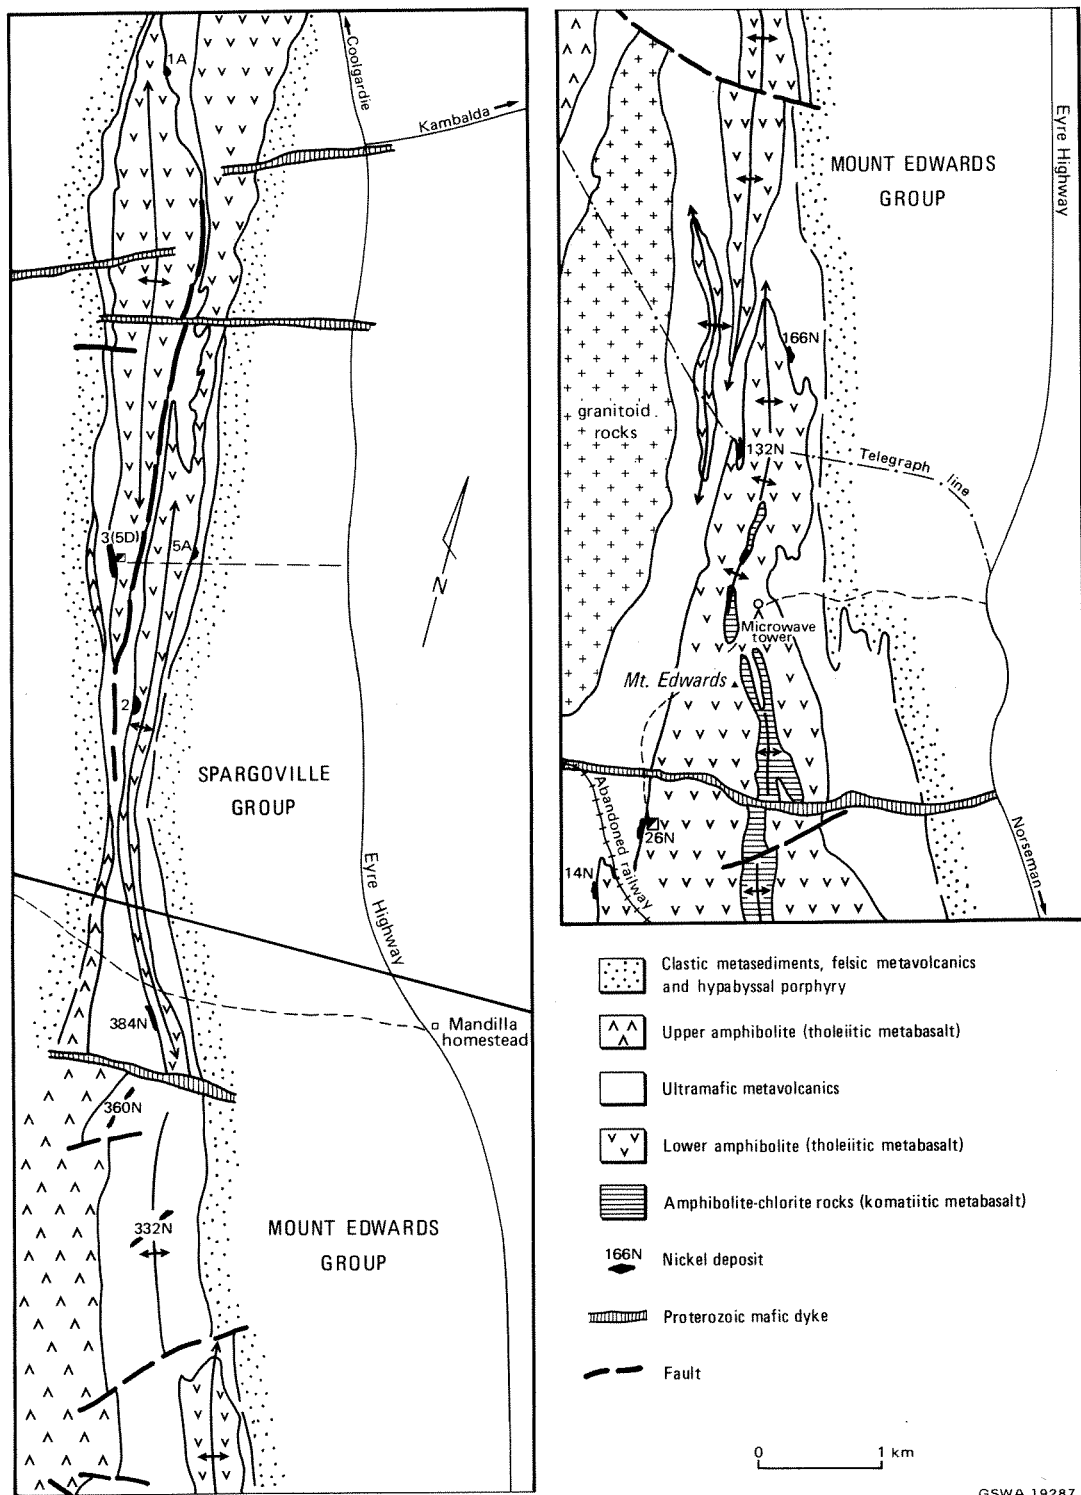 1A
Coolgardie
Kambalda
3(5D)
5A
N
2
SPARGOVILLE
GROUP
Eyre Highway
384N
Mandilla
homestead
360N
332N
MOUNT EDWARDS
GROUP
MOUNT EDWARDS
GROUP
Eyre Highway
166N
granitoid
rocks
132N
Telegraph line
Microwave
tower
Mt. Edwards
Abandoned railway
26N
14N
Norseman
Clastic metasediments, felsic metavolcanics
and hypabyssal porphyry
Upper amphibolite (tholeiitic metabasalt)
Ultramafic metavolcanics
Lower amphibolite (tholeiitic metabasalt)
Amphibolite-chlorite rocks (komatiitic metabasalt)
166N
Nickel deposit
Proterozoic mafic dyke
Fault
0 1 km
GSWA 19287